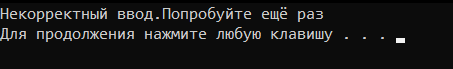 Некорректный ввод.Попробуйте ещё раз
Для продолжения нажмите любую клавишу . . .